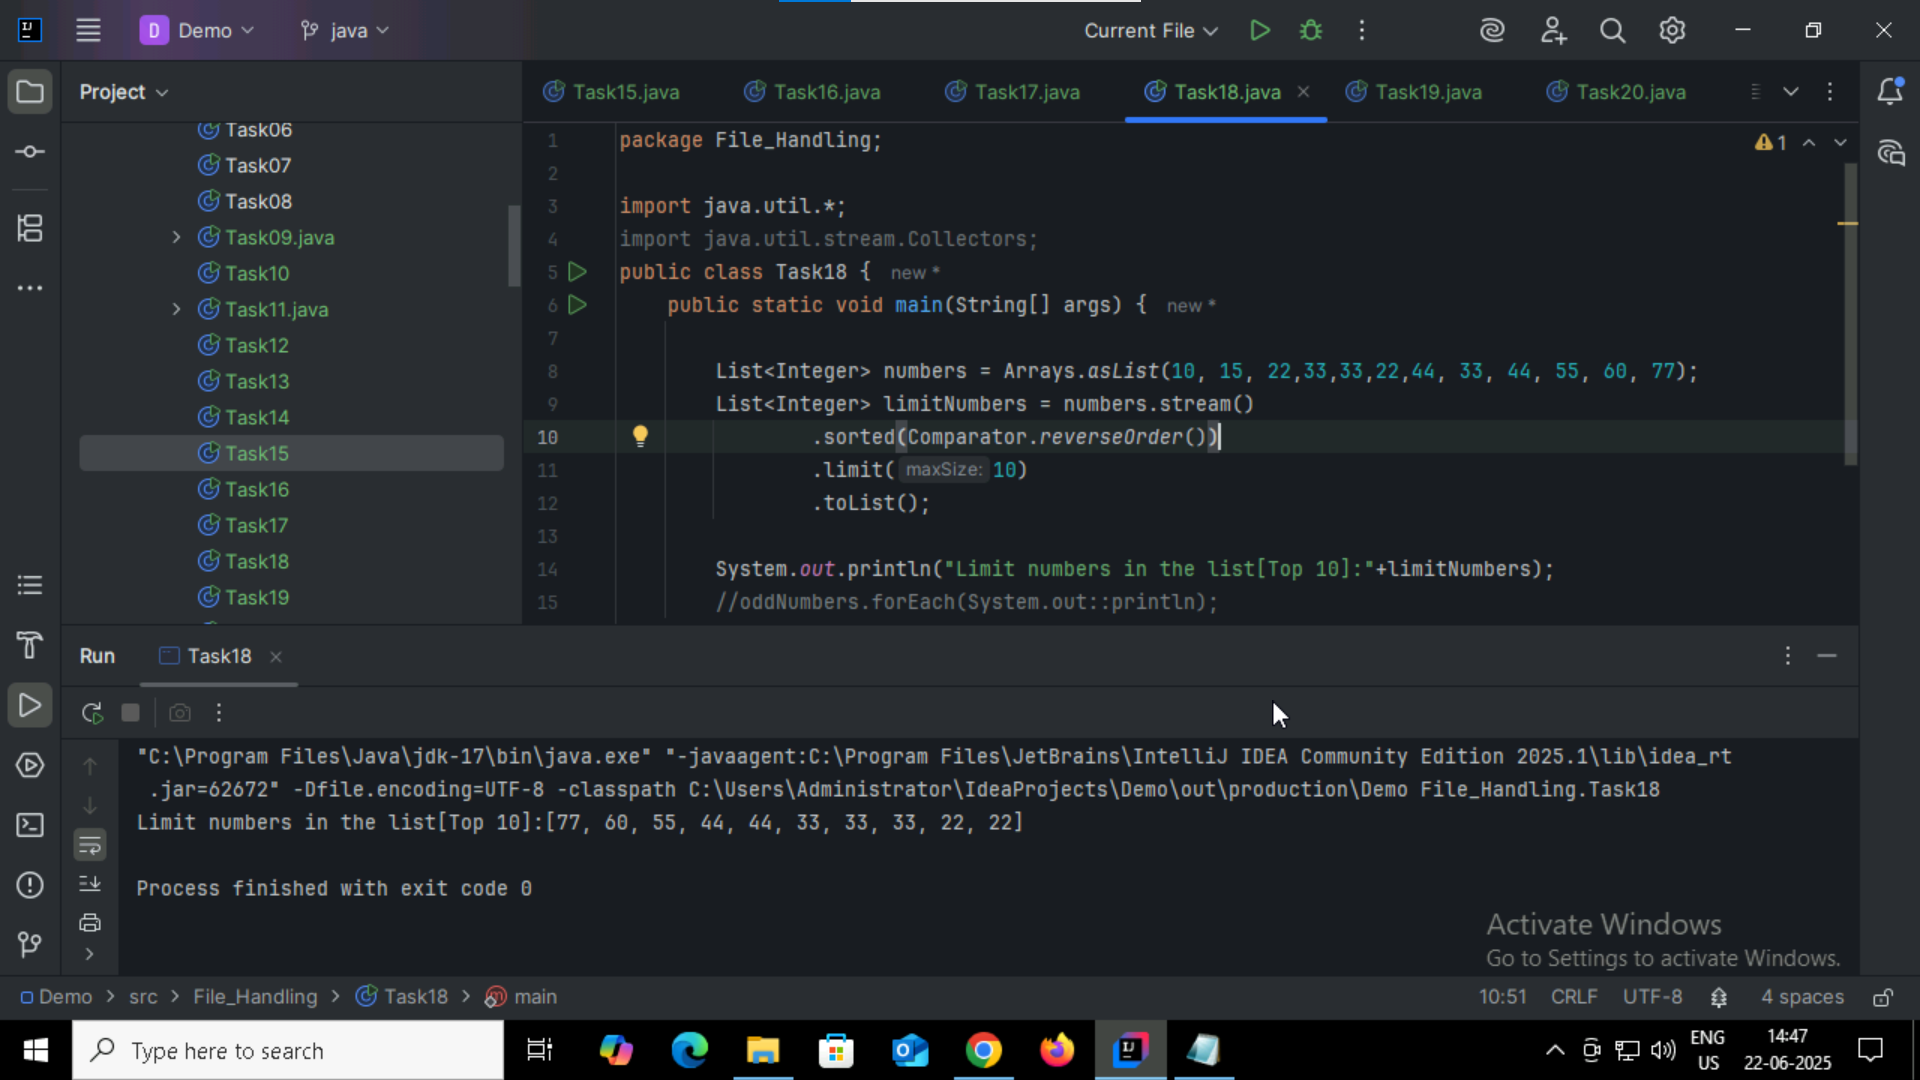 D Demo java Current File
Project
Task15.java Task16.java Task17.java Task18.java Task19.java Task20.java
Task06
Task07
Task08
Task09.java
Task10
Task11.java
Task12
Task13
Task14
Task15
Task16
Task17
Task18
Task19
1 package File_Handling;
2
3 import java.util.*;
4 import java.util.stream.Collectors;
5 public class Task18 { new *
6 public static void main(String[] args) { new *
7
8 List<Integer> numbers = Arrays.asList(10, 15, 22,33,33,22,44, 33, 44, 55, 60, 77);
9 List<Integer> limitNumbers = numbers.stream()
10 .sorted(Comparator.reverseOrder())
11 .limit( maxSize: 10)
12 .toList();
13
14 System.out.println("Limit numbers in the list[Top 10]:"+limitNumbers);
15 //oddNumbers.forEach(System.out::println);
1
Run Task18
"C:\Program Files\Java\jdk-17\bin\java.exe" "-javaagent:C:\Program Files\JetBrains\IntelliJ IDEA Community Edition 2025.1\lib\idea_rt
.jar=62672" -Dfile.encoding=UTF-8 -classpath C:\Users\Administrator\IdeaProjects\Demo\out\production\Demo File_Handling.Task18
Limit numbers in the list[Top 10]:[77, 60, 55, 44, 44, 33, 33, 33, 22, 22]
Process finished with exit code 0
Activate Windows
Go to Settings to activate Windows.
Demo > src > File_Handling > Task18 > main 10:51 CRLF UTF-8 4 spaces
Type here to search
ENG
US
14:47
22-06-2025